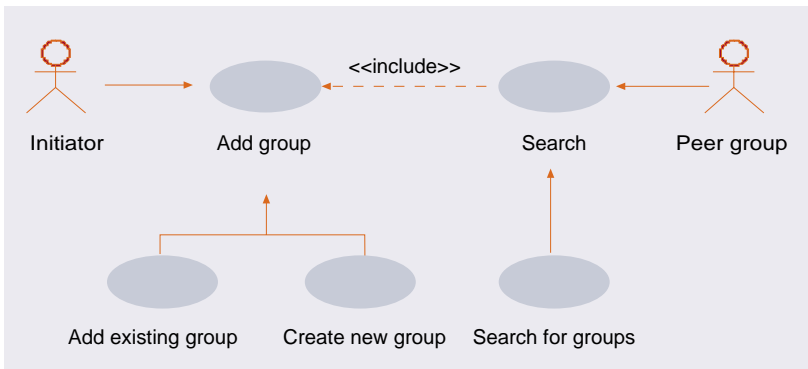 <<include>>
Initiator
Add group
Search
Peer group
Add existing group
Create new group
Search for groups